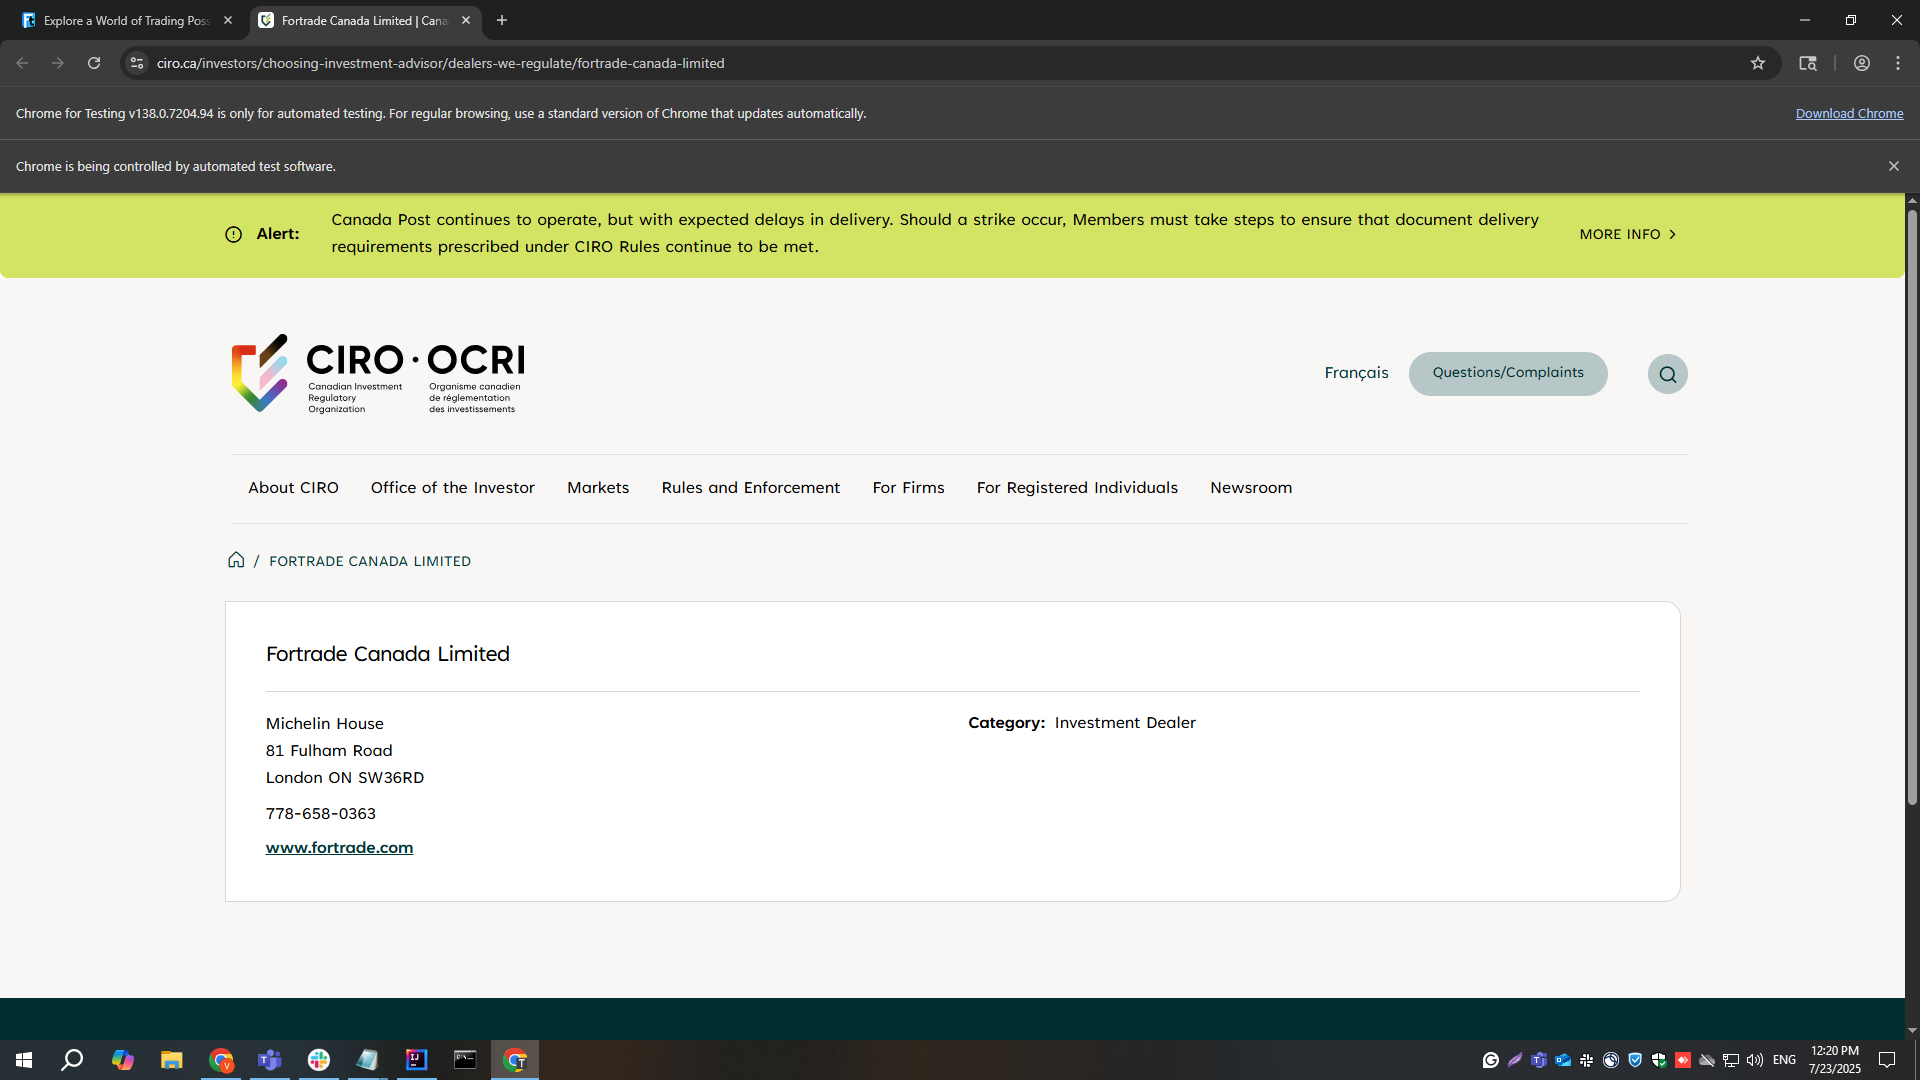 Explore a World of Trading Pos
Fortrade Canada Limited | Cana
ciro.ca/investors/choosing-investment-advisor/dealers-we-regulate/fortrade-canada-limited
Chrome for Testing v138.0.7204.94 is only for automated testing. For regular browsing, use a standard version of Chrome that updates automatically.
Download Chrome
Chrome is being controlled by automated test software.
Alert:
Canada Post continues to operate, but with expected delays in delivery. Should a strike occur, Members must take steps to ensure that document delivery
requirements prescribed under CIRO Rules continue to be met.
MORE INFO
CIRO · OCRI
Canadian Investment
Regulatory
Organization
Organisme canadien
de réglementation
des investissements
Français
Questions/Complaints
About CIRO
Office of the Investor
Markets
Rules and Enforcement
For Firms
For Registered Individuals
Newsroom
/ FORTRADE CANADA LIMITED
Fortrade Canada Limited
Michelin House
81 Fulham Road
London ON SW36RD
778-658-0363
www.fortrade.com
Category: Investment Dealer
ENG
12:20 PM
7/23/2025